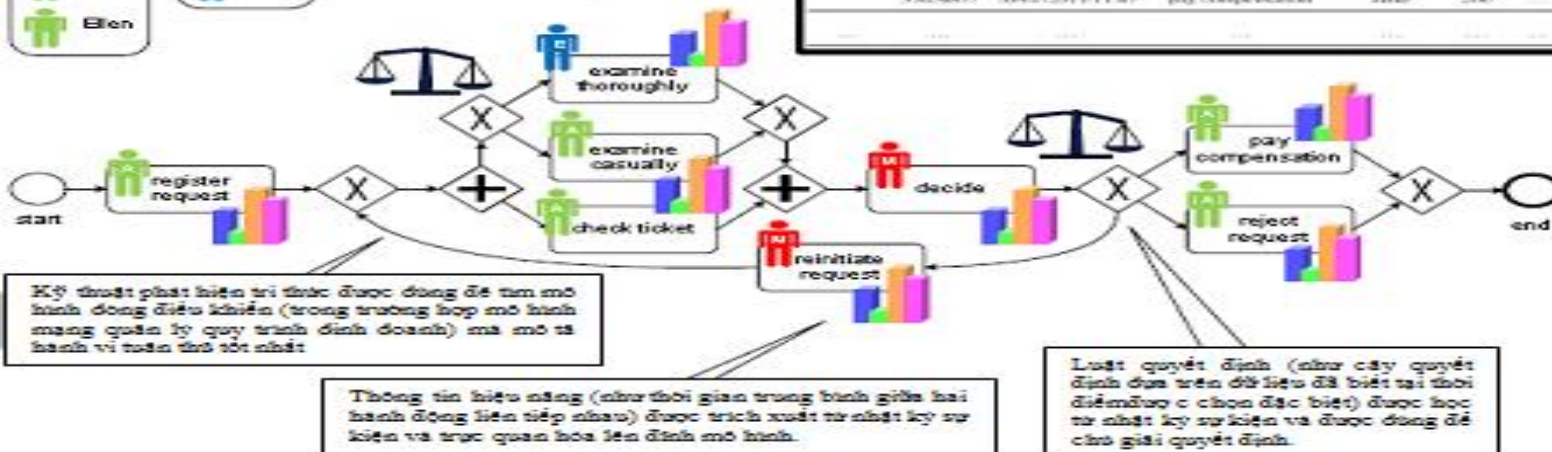 Ellen
pay compensation
E
examine
thoroughly
X
X
A
examine
casually
A
register
request
start
X
+
+
M
decide
X
A
pay
compensation
X
end
A
check ticket
M
reinitiate
request
A
reject
request
Kỹ thuật phát hiện tri thức được dùng để tìm mô
hình dòng điều khiển (trong trường hợp mô hình
mạng quản lý quy trình đinh doanh) mà mô tả
hành vi tuân thủ tốt nhất
Thông tin hiệu năng (như thời gian trung bình giữa hai
hành động liên tiếp nhau) được trích xuất từ nhật ký sự
kiện và trực quan hóa lên đỉnh mô hình.
Luật quyết định (như cây quyết
định dựa trên dữ liệu đã biết tại thời
điểmđượ c chọn đặc biệt) được học
từ nhật ký sự kiện và được dùng để
chú giải quyết định.